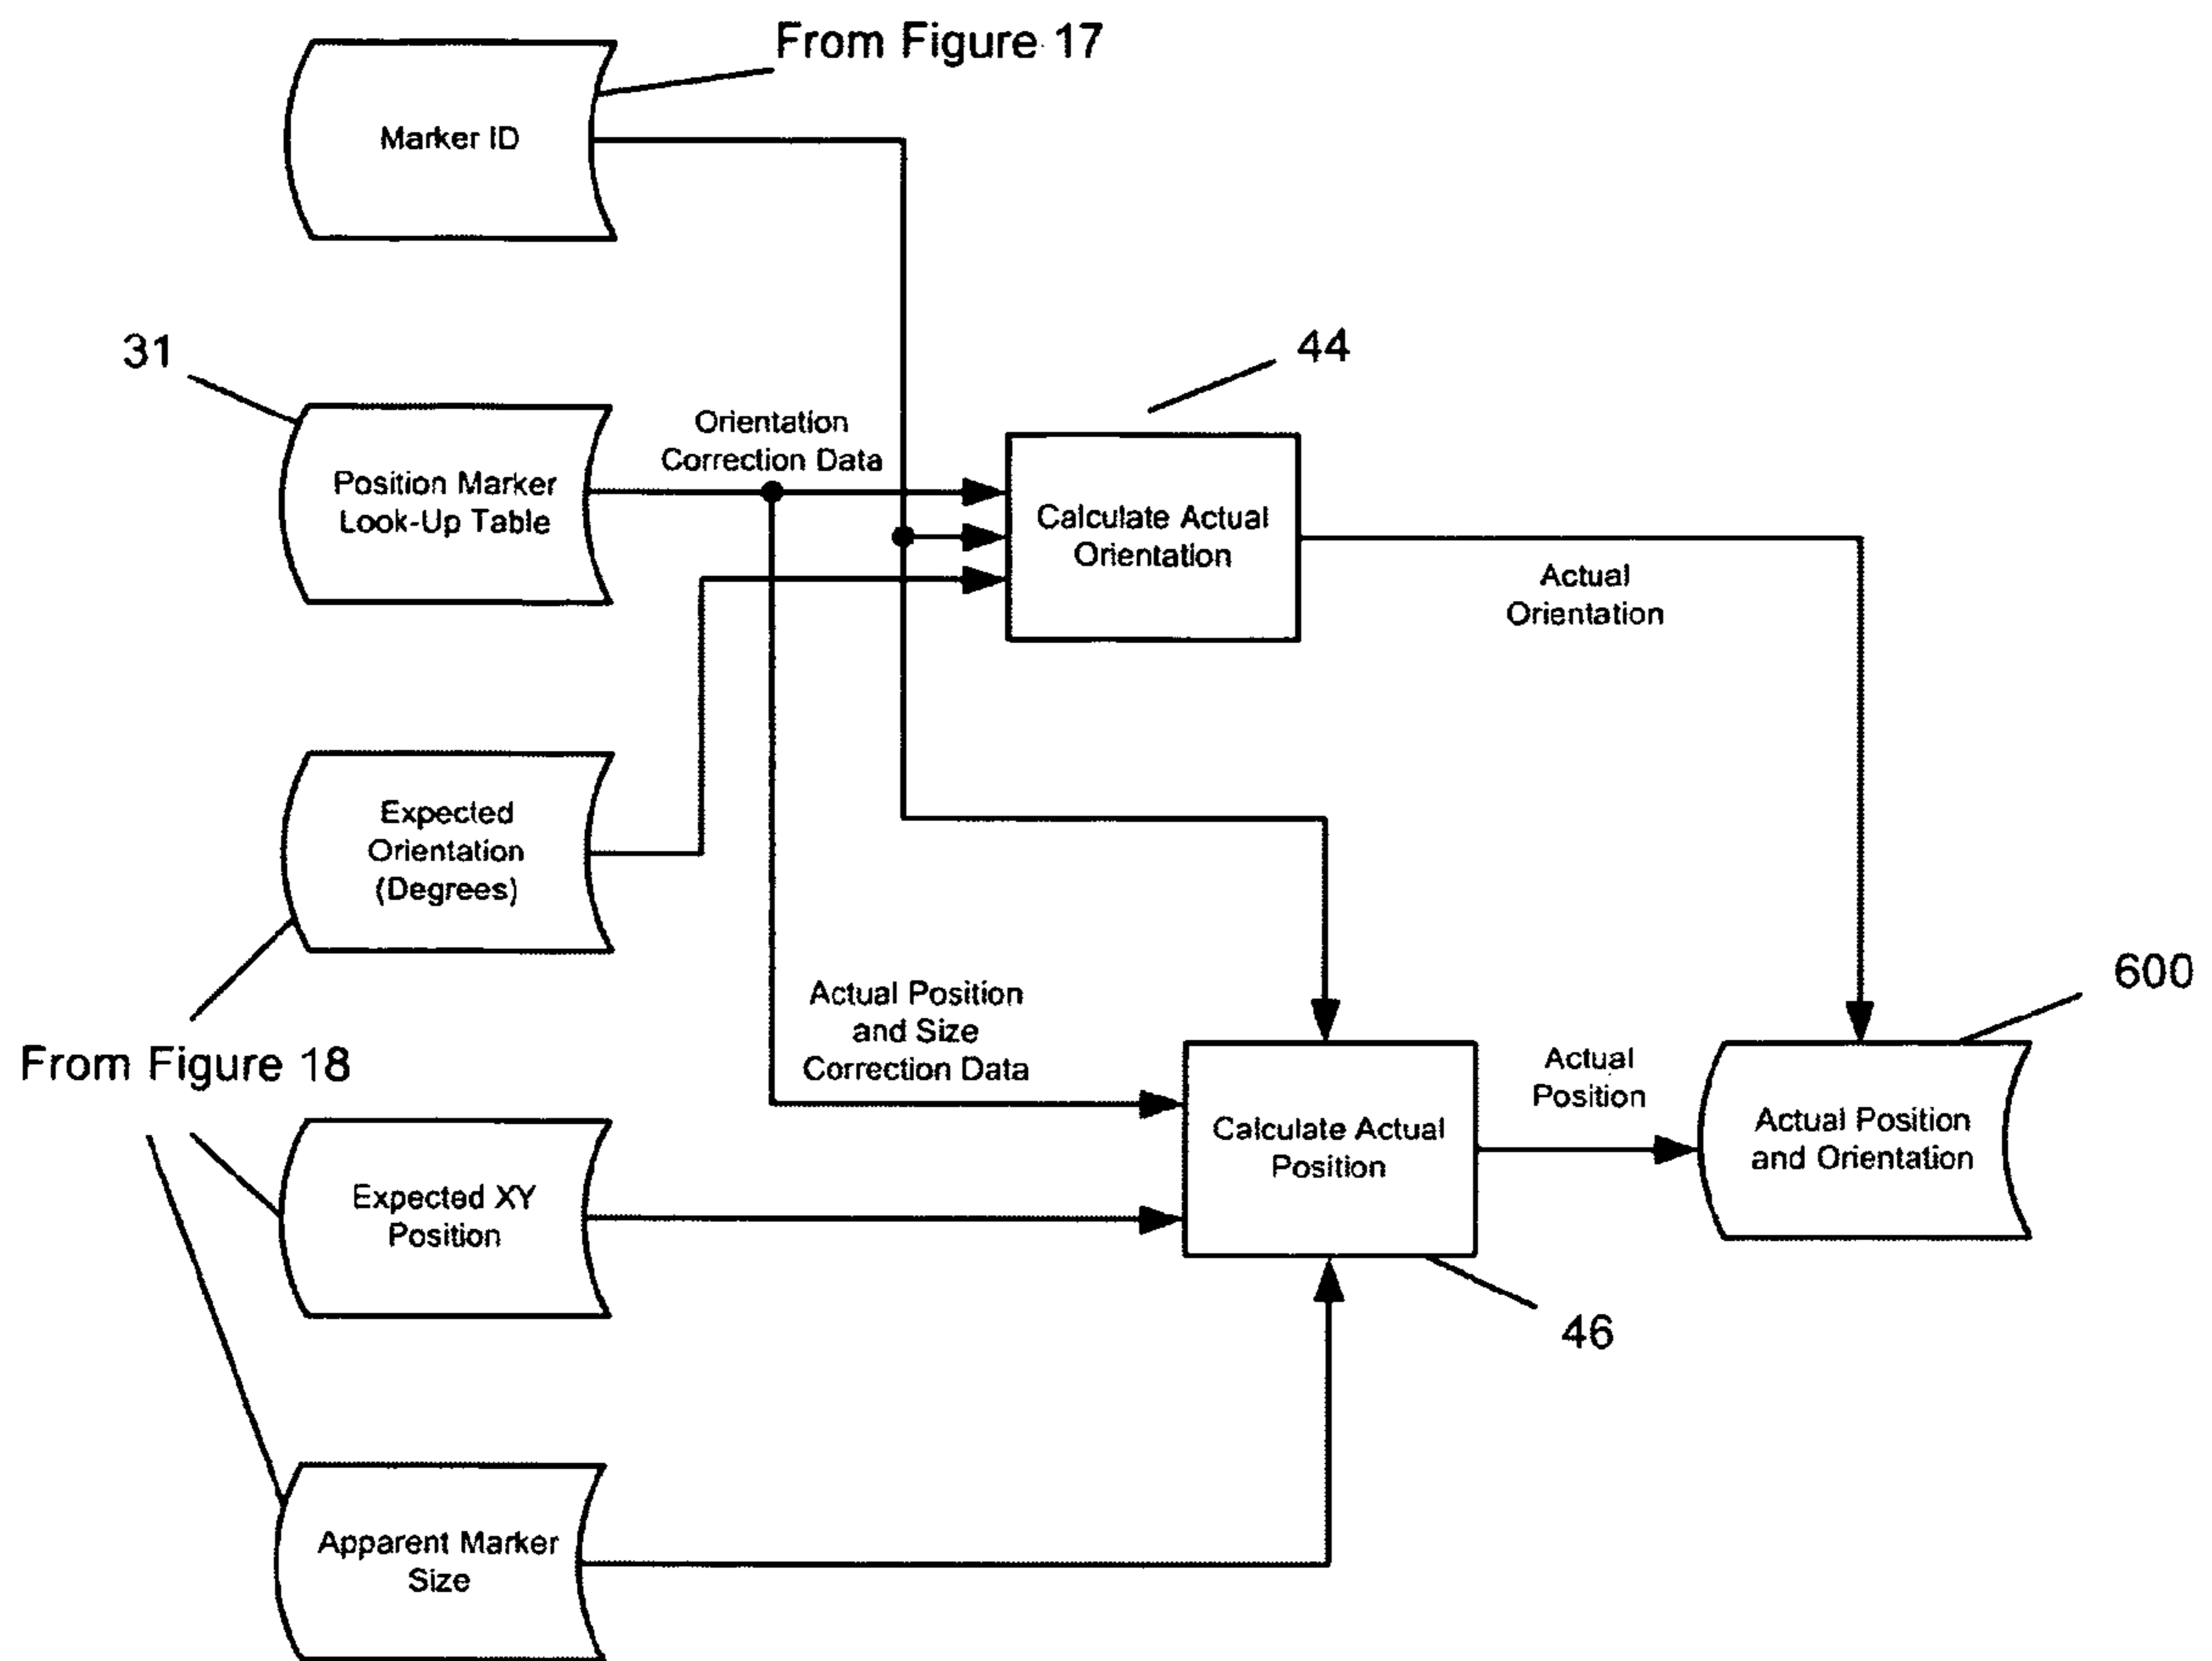 From Figure 17
Marker ID
31
44
Orientation
Correction Data
Position Marker
Look-Up Table
Calculate Actual
Orientation
Actual
Orientation
Expected
Orientation
(Degrees)
600
Actual Position
and Size
Correction Data
From Figure 18
Actual
Position
Calculate Actual
Position
Actual Position
and Orientation
Expected XY
Position
46
Apparent Marker
Size